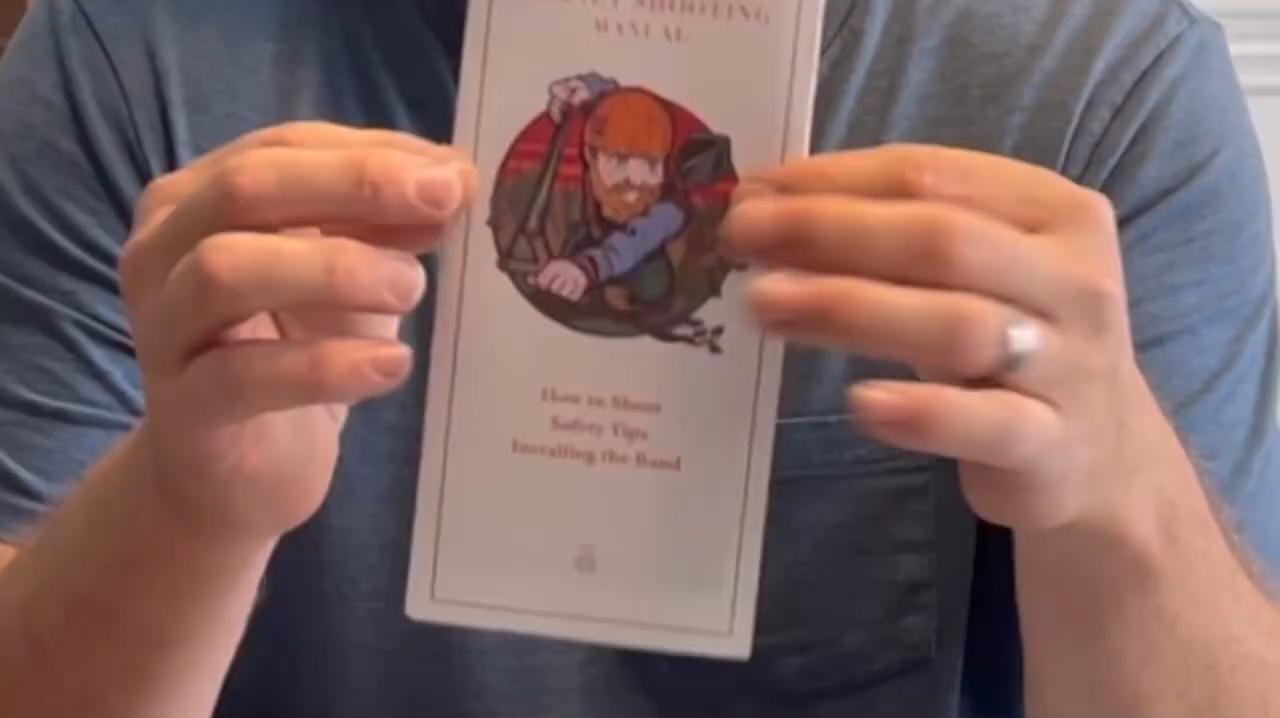 SHOOTING
MANUAL
How to Shoot
Safety Tips
Installing the Band